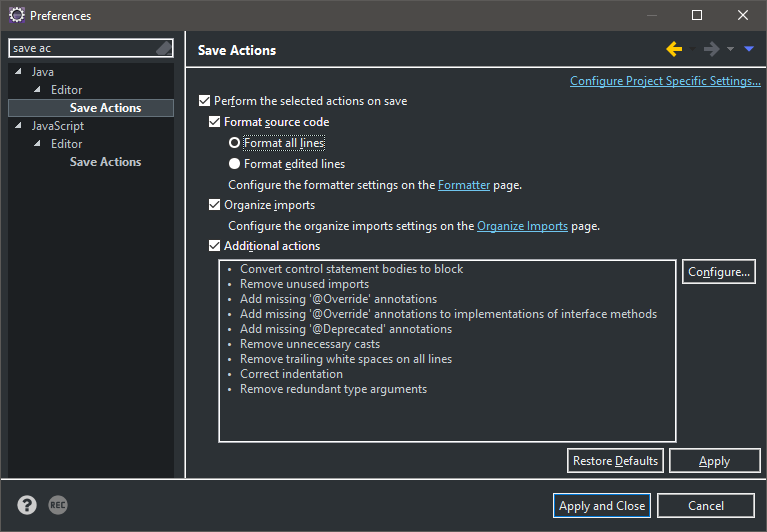 Preferences
save ac
Java
Editor
Save Actions
JavaScript
Editor
Save Actions
Save Actions
Configure Project Specific Settings...
Perform the selected actions on save
Format source code
Format all lines
Format edited lines
Configure the formatter settings on the Formatter page.
Organize imports
Configure the organize imports settings on the Organize Imports page.
Additional actions
• Convert control statement bodies to block
• Remove unused imports
• Add missing '@Override' annotations
• Add missing '@Override' annotations to implementations of interface methods
• Add missing '@Deprecated' annotations
• Remove unnecessary casts
• Remove trailing white spaces on all lines
• Correct indentation
• Remove redundant type arguments
Configure...
Restore Defaults Apply
? REC Apply and Close Cancel